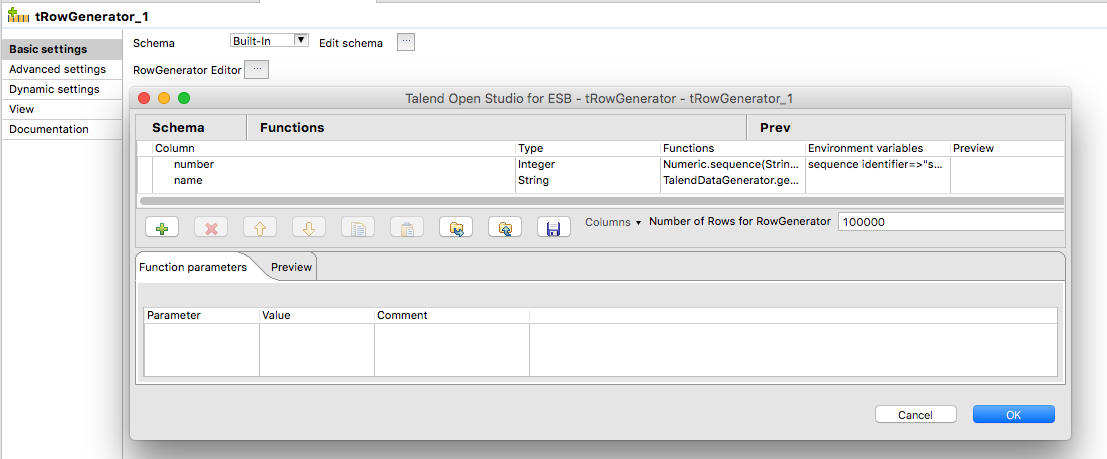 tRowGenerator_1
Basic settings
Advanced settings
Dynamic settings
View
Documentation
Schema Built-In Edit schema ...
RowGenerator Editor ...
Talend Open Studio for ESB - tRowGenerator - tRowGenerator_1
Schema Functions Prev
Column Type Functions Environment variables Preview
number Integer Numeric.sequence(Strin... sequence identifier=>"s...
name String TalendDataGenerator.ge...
Columns Number of Rows for RowGenerator 100000
Function parameters Preview
Parameter Value Comment
Cancel OK